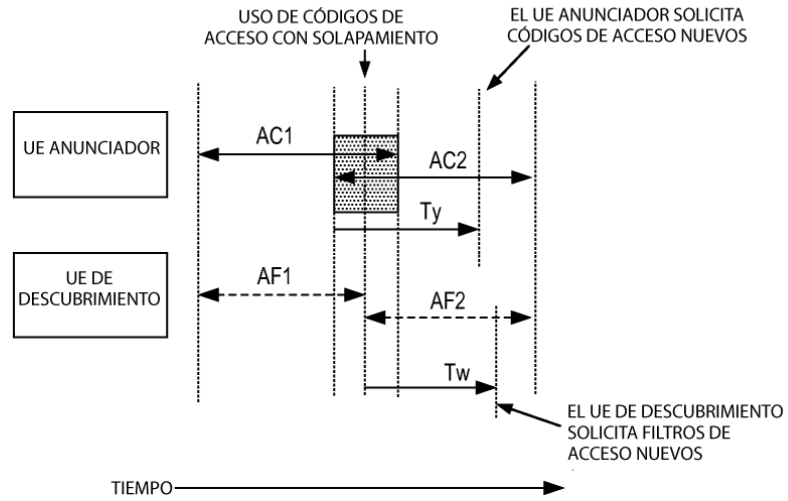 USO DE CÓDIGOS DE
ACCESO CON SOLAPAMIENTO
EL UE ANUNCIADOR SOLICITA
CÓDIGOS DE ACCESO NUEVOS
UE ANUNCIADOR
AC1
AC2
Ty
UE DE
DESCUBRIMIENTO
AF1
AF2
Tw
EL UE DE DESCUBRIMIENTO
SOLICITA FILTROS DE
ACCESO NUEVOS
TIEMPO